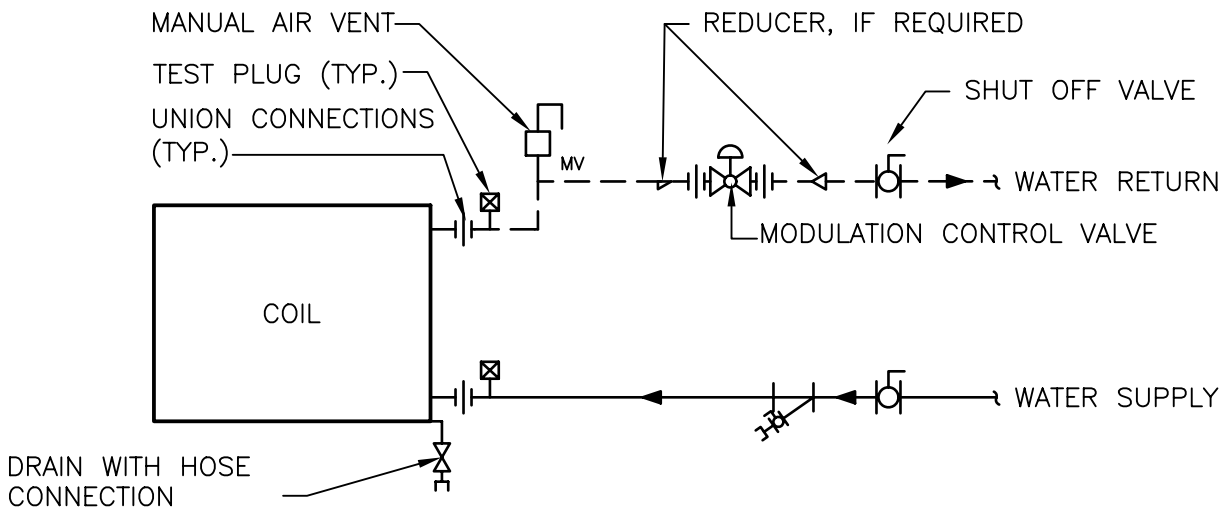 MANUAL AIR VENT
REDUCER, IF REQUIRED
TEST PLUG (TYP.)
SHUT OFF VALVE
UNION CONNECTIONS
(TYP.)
MV
WATER RETURN
MODULATION CONTROL VALVE
COIL
WATER SUPPLY
DRAIN WITH HOSE
CONNECTION